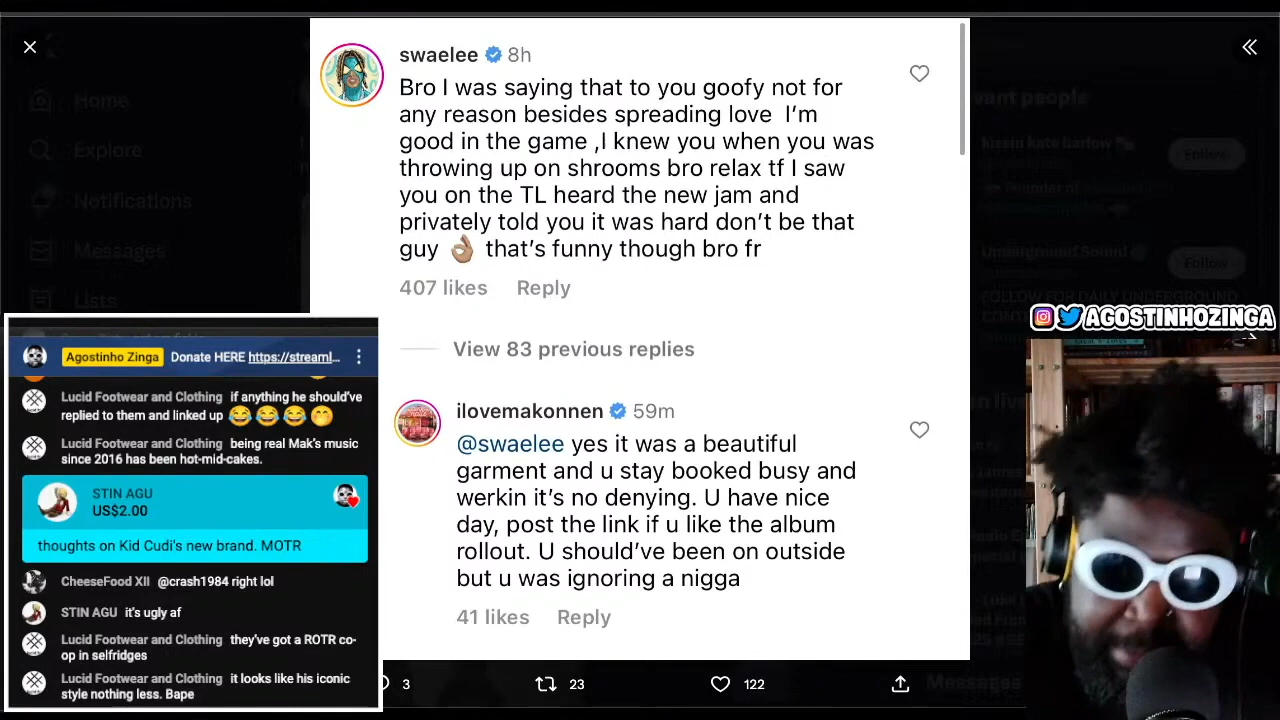 swaelee 8h
Bro I was saying that to you goofy not for
any reason besides spreading love I'm
good in the game ,I knew you when you was
throwing up on shrooms bro relax tf I saw
you on the TL heard the new jam and
privately told you it was hard don't be that
guy 👌🏽 that's funny though bro fr
407 likes Reply
View 83 previous replies
ilovemakonnen 59m
@swaelee yes it was a beautiful
garment and u stay booked busy and
werkin it's no denying. U have nice
day, post the link if u like the album
rollout. U should've been on outside
but u was ignoring a nigga
41 likes Reply
3 23 122
Home
Explore
Notifications
Messages
Lists
Agostinho Zinga Donate HERE https://streaml...
Lucid Footwear and Clothing if anything he should've
replied to them and linked up 😂😂😂🤭
Lucid Footwear and Clothing being real Mak's music
since 2016 has been hot-mid-cakes.
STIN AGU
US$2.00
thoughts on Kid Cudi's new brand. MOTR
CheeseFood XII @crash1984 right lol
STIN AGU it's ugly af
Lucid Footwear and Clothing they've got a ROTR co-
op in selfridges
Lucid Footwear and Clothing it looks like his iconic
style nothing less. Bape
vant people
kissin kate barlow
Follow
Underground Sound
Follow
FOLLOW FOR DAILY UNDERGROUND
AGOSTINHOZINGA
Messages